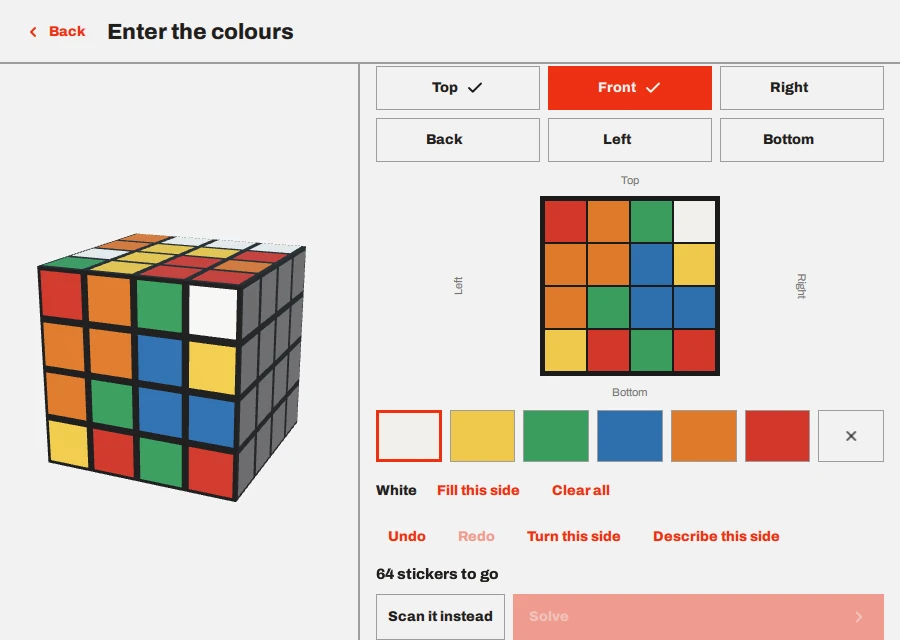 Back Enter the colours
Top Front Right
Back Left Bottom
Top
Left
Right
Bottom
White Fill this side Clear all
Undo Redo Turn this side Describe this side
64 stickers to go
Scan it instead Solve